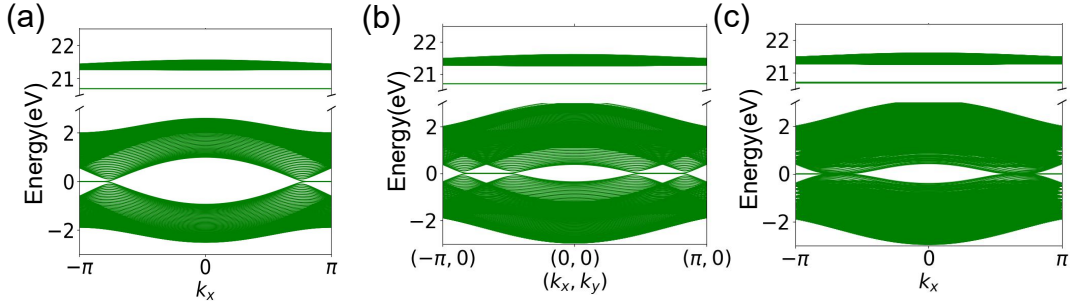 (a)
Energy(eV)
22
21
2
0
−2
−π
0
π
k_x
(b)
Energy(eV)
22
21
2
0
−2
(−π, 0)
(0, 0)
(π, 0)
(k_x, k_y)
(c)
Energy(eV)
22
21
2
0
−2
−π
0
π
k_x